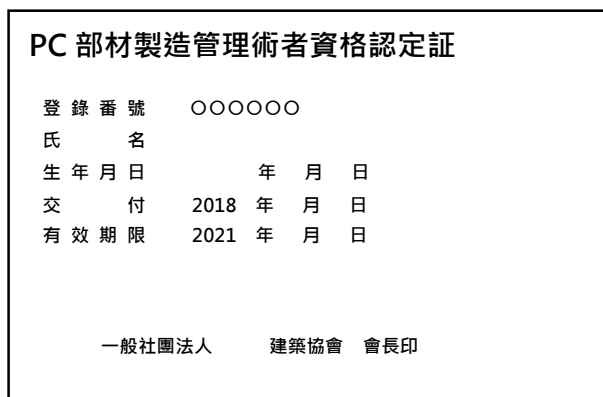 PC 部材製造管理術者資格認定証
登錄番號 〇〇〇〇〇〇
氏 名
生年月日 年 月 日
交 付 2018 年 月 日
有效期限 2021 年 月 日
一般社團法人 建築協會 會長印